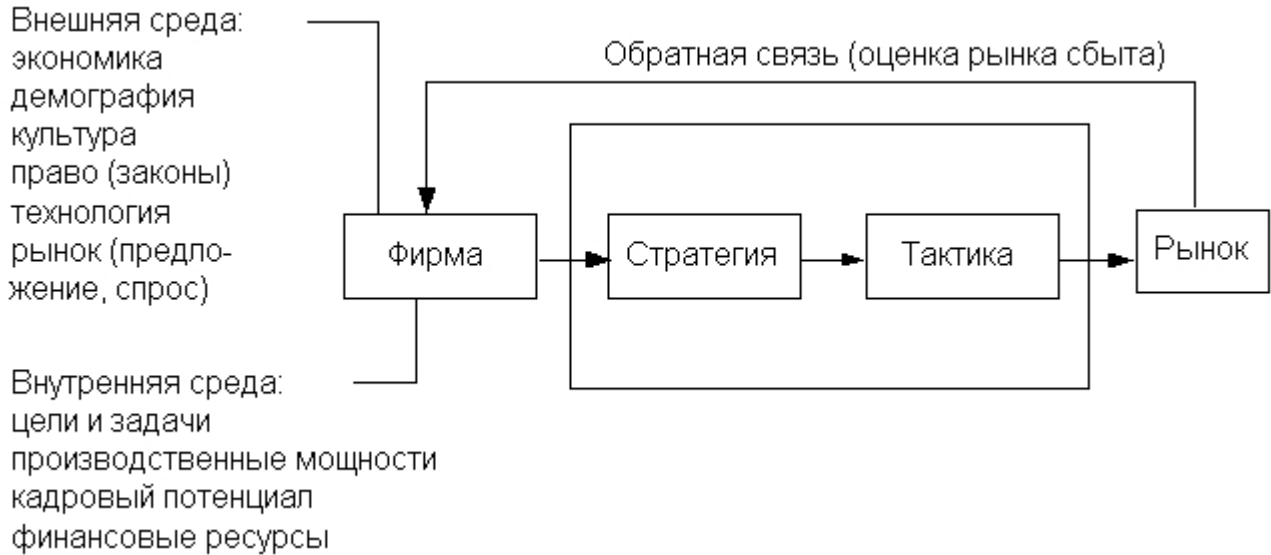 Внешняя среда:
экономика
демография
культура
право (законы)
технология
рынок (предло-
жение, спрос)
Обратная связь (оценка рынка сбыта)
Фирма
Стратегия
Тактика
Рынок
Внутренняя среда:
цели и задачи
производственные мощности
кадровый потенциал
финансовые ресурсы